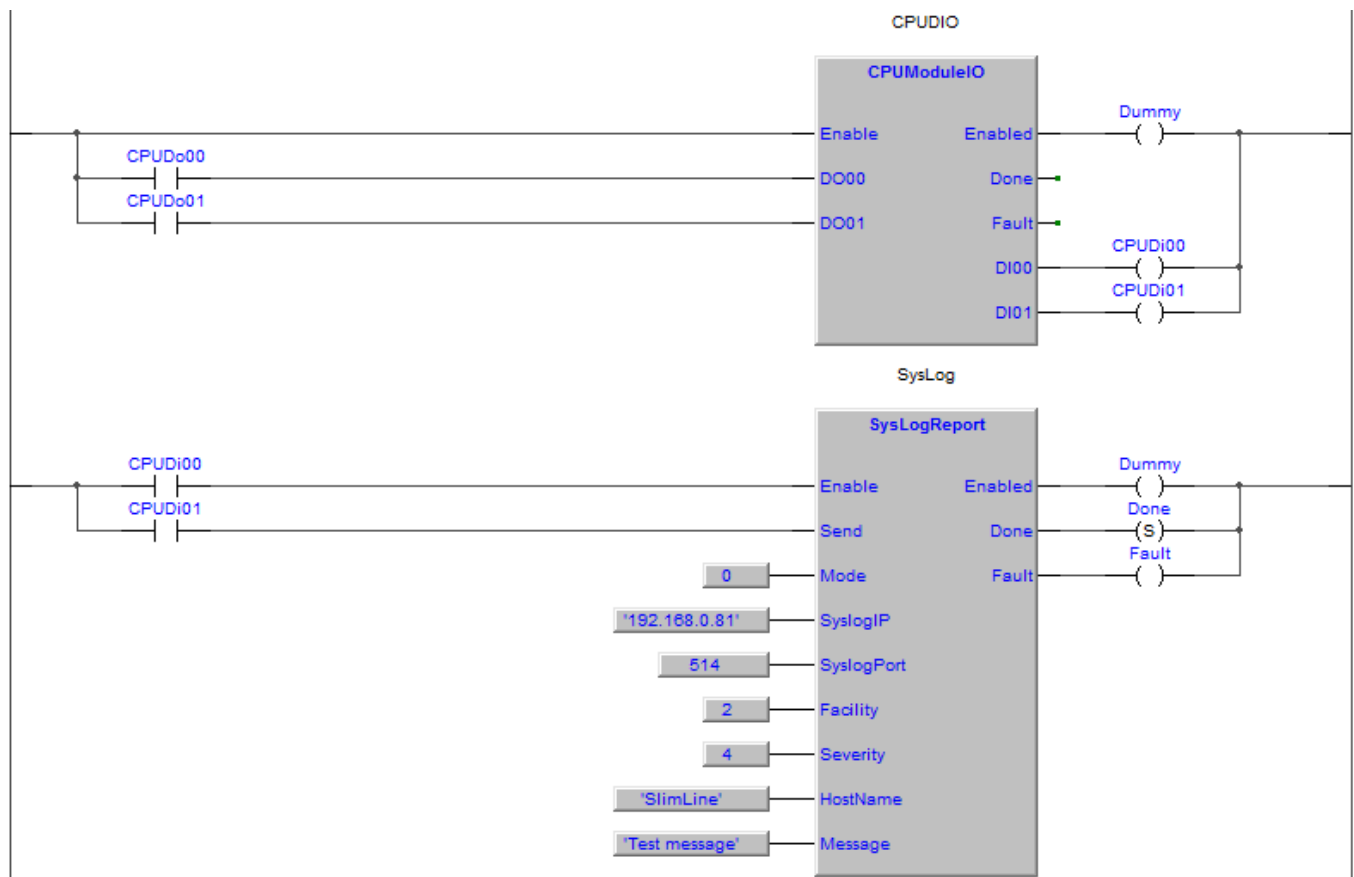 CPUDIO
CPUModuleIO
Dummy
Enable Enabled
CPUDo00
DO00 Done
CPUDo01
DO01 Fault
CPUDi00
DI00
CPUDi01
DI01
SysLog
SysLogReport
CPUDi00 Dummy
Enable Enabled
CPUDi01 Done
Send Done (S)
Fault
0 Mode Fault
'192.168.0.81' SyslogIP
514 SyslogPort
2 Facility
4 Severity
'SlimLine' HostName
'Test message' Message